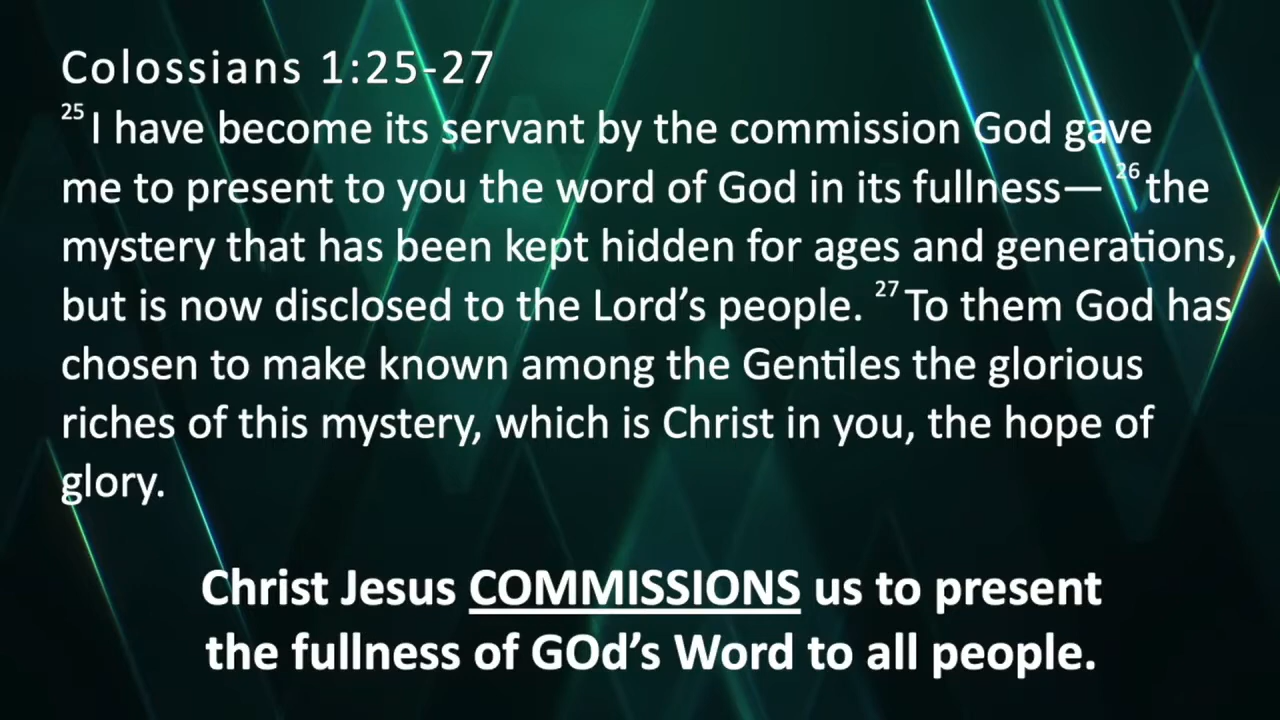 Colossians 1:25-27
25 I have become its servant by the commission God gave
me to present to you the word of God in its fullness— 26 the
mystery that has been kept hidden for ages and generations,
but is now disclosed to the Lord’s people. 27 To them God has
chosen to make known among the Gentiles the glorious
riches of this mystery, which is Christ in you, the hope of
glory.
Christ Jesus COMMISSIONS us to present
the fullness of GOd’s Word to all people.